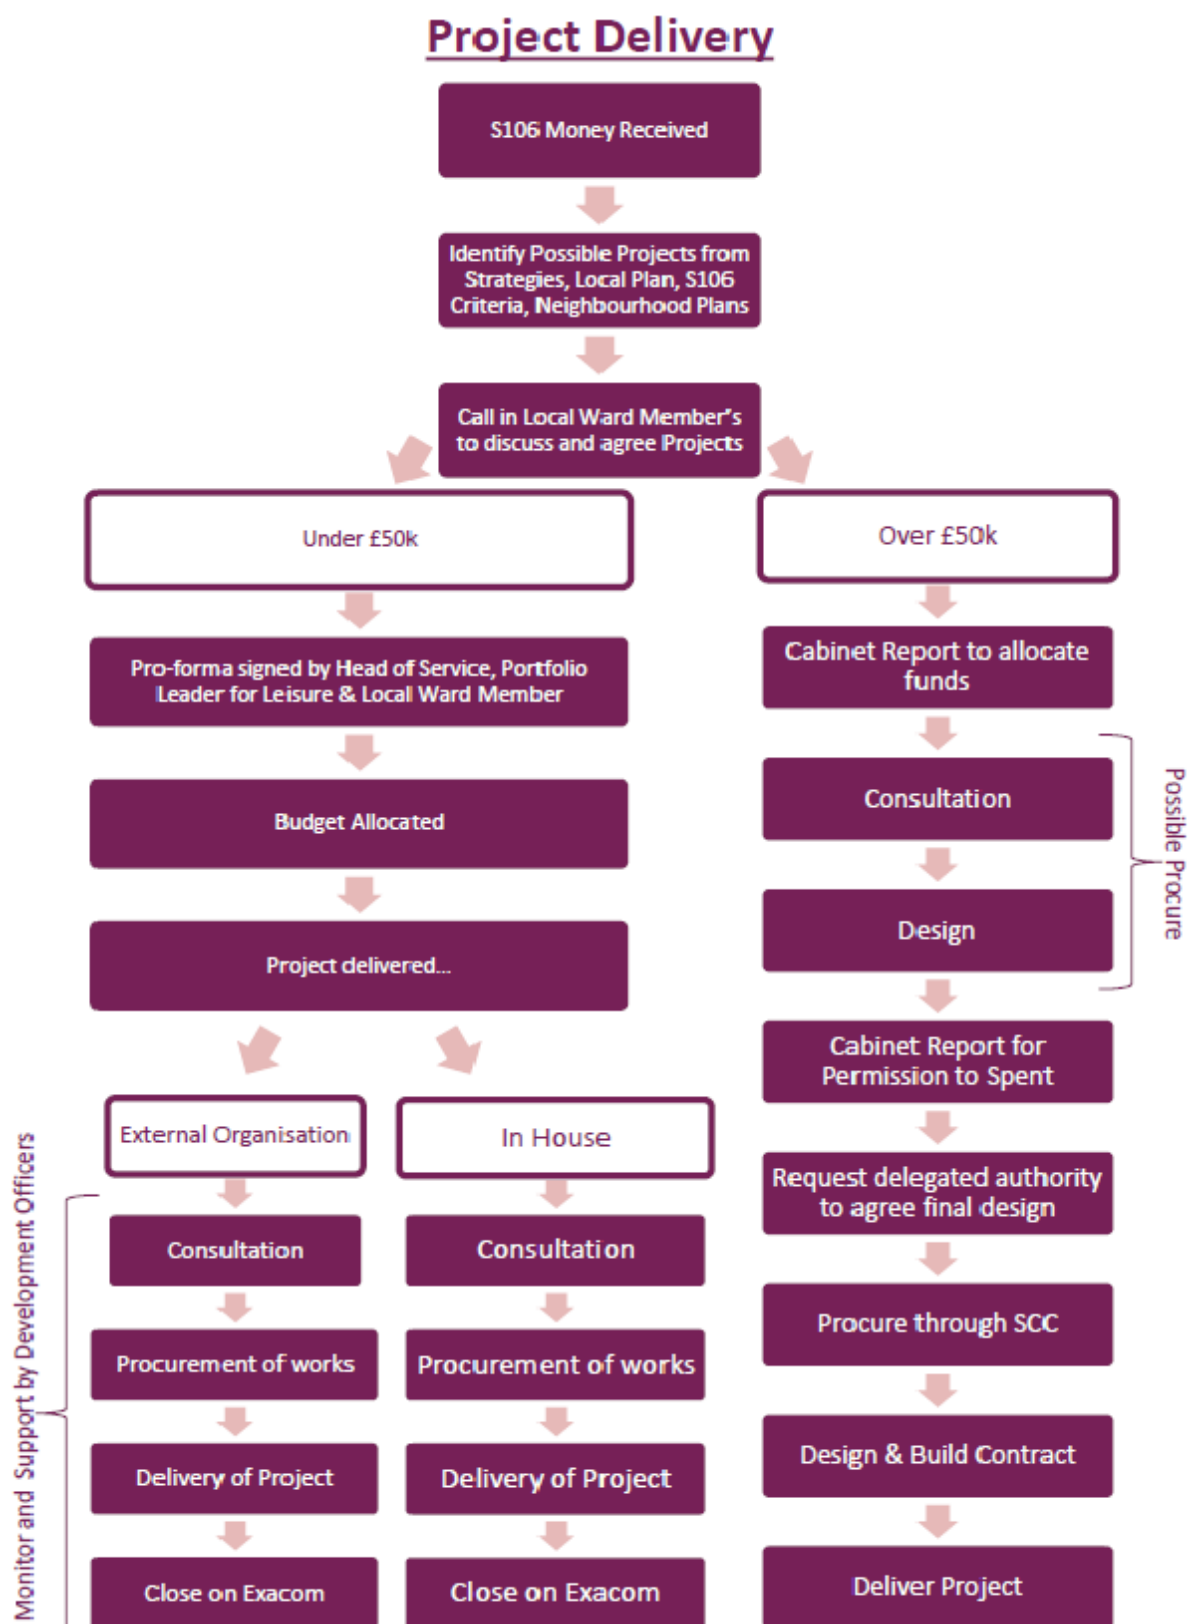 Project Delivery
S106 Money Received
Identify Possible Projects from
Strategies, Local Plan, S106
Criteria, Neighbourhood Plans
Call in Local Ward Member's
to discuss and agree Projects
Under £50k
Pro-forma signed by Head of Service, Portfolio
Leader for Leisure & Local Ward Member
Budget Allocated
Project delivered...
External Organisation
Consultation
Procurement of works
Delivery of Project
Close on Exacom
Monitor and Support by Development Officers
In House
Consultation
Procurement of works
Delivery of Project
Close on Exacom
Over £50k
Cabinet Report to allocate
funds
Consultation
Design
Possible Procure
Cabinet Report for
Permission to Spent
Request delegated authority
to agree final design
Procure through SCC
Design & Build Contract
Deliver Project